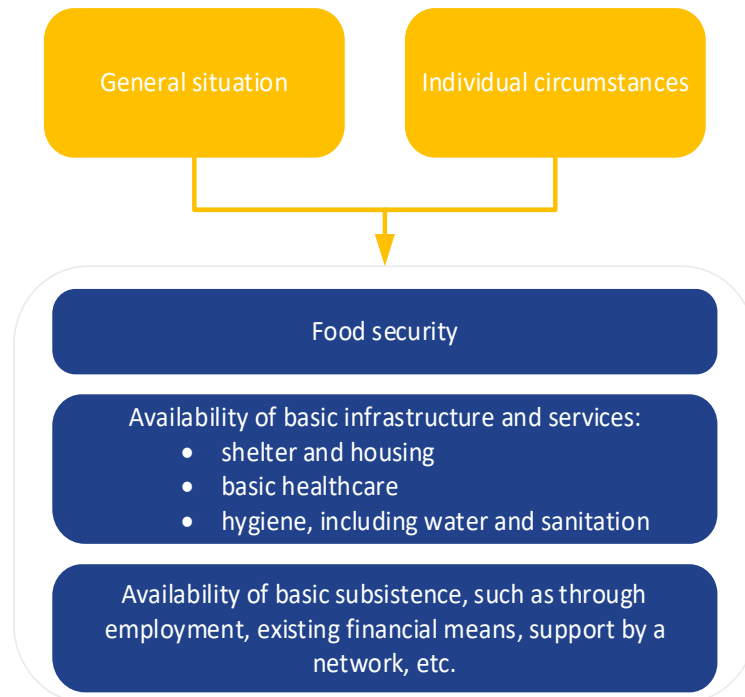 General situation
Individual circumstances
Food security
Availability of basic infrastructure and services:
• shelter and housing
• basic healthcare
• hygiene, including water and sanitation
Availability of basic subsistence, such as through
employment, existing financial means, support by a
network, etc.